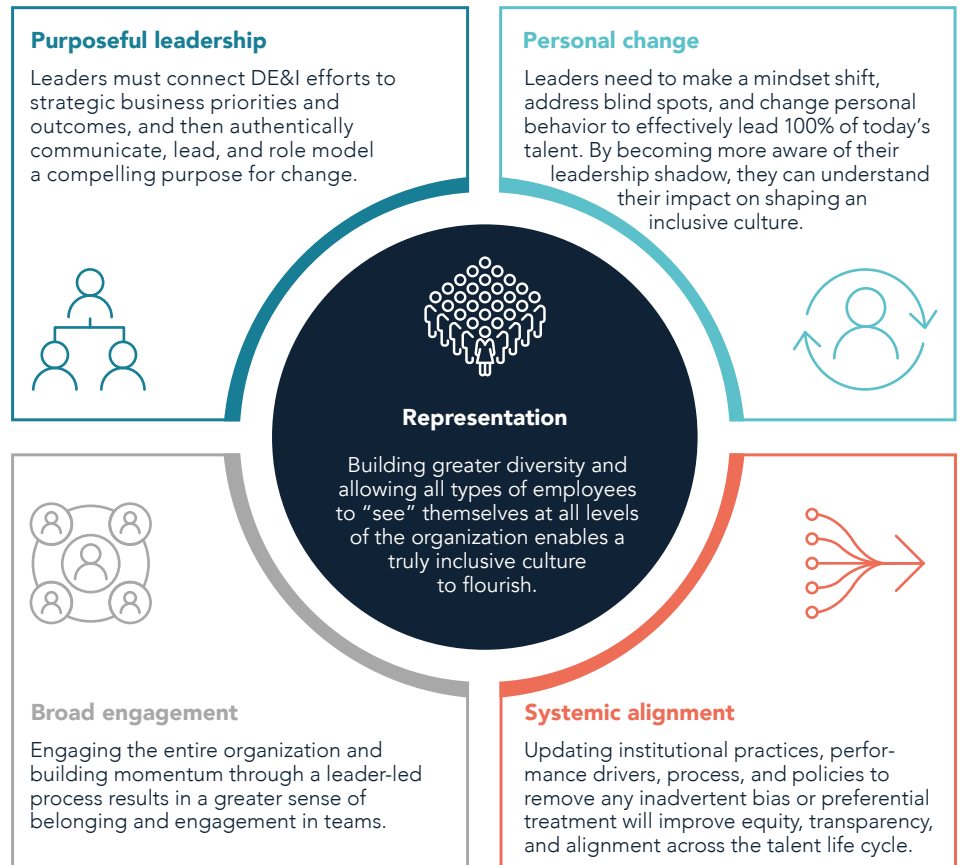 Purposeful leadership
Leaders must connect DE&I efforts to
strategic business priorities and
outcomes, and then authentically
communicate, lead, and role model
a compelling purpose for change.
Personal change
Leaders need to make a mindset shift,
address blind spots, and change personal
behavior to effectively lead 100% of today’s
talent. By becoming more aware of their
leadership shadow, they can understand
their impact on shaping an
inclusive culture.
Representation
Building greater diversity and
allowing all types of employees
to “see” themselves at all levels
of the organization enables a
truly inclusive culture
to flourish.
Broad engagement
Engaging the entire organization and
building momentum through a leader-led
process results in a greater sense of
belonging and engagement in teams.
Systemic alignment
Updating institutional practices, perfor-
mance drivers, process, and policies to
remove any inadvertent bias or preferential
treatment will improve equity, transparency,
and alignment across the talent life cycle.